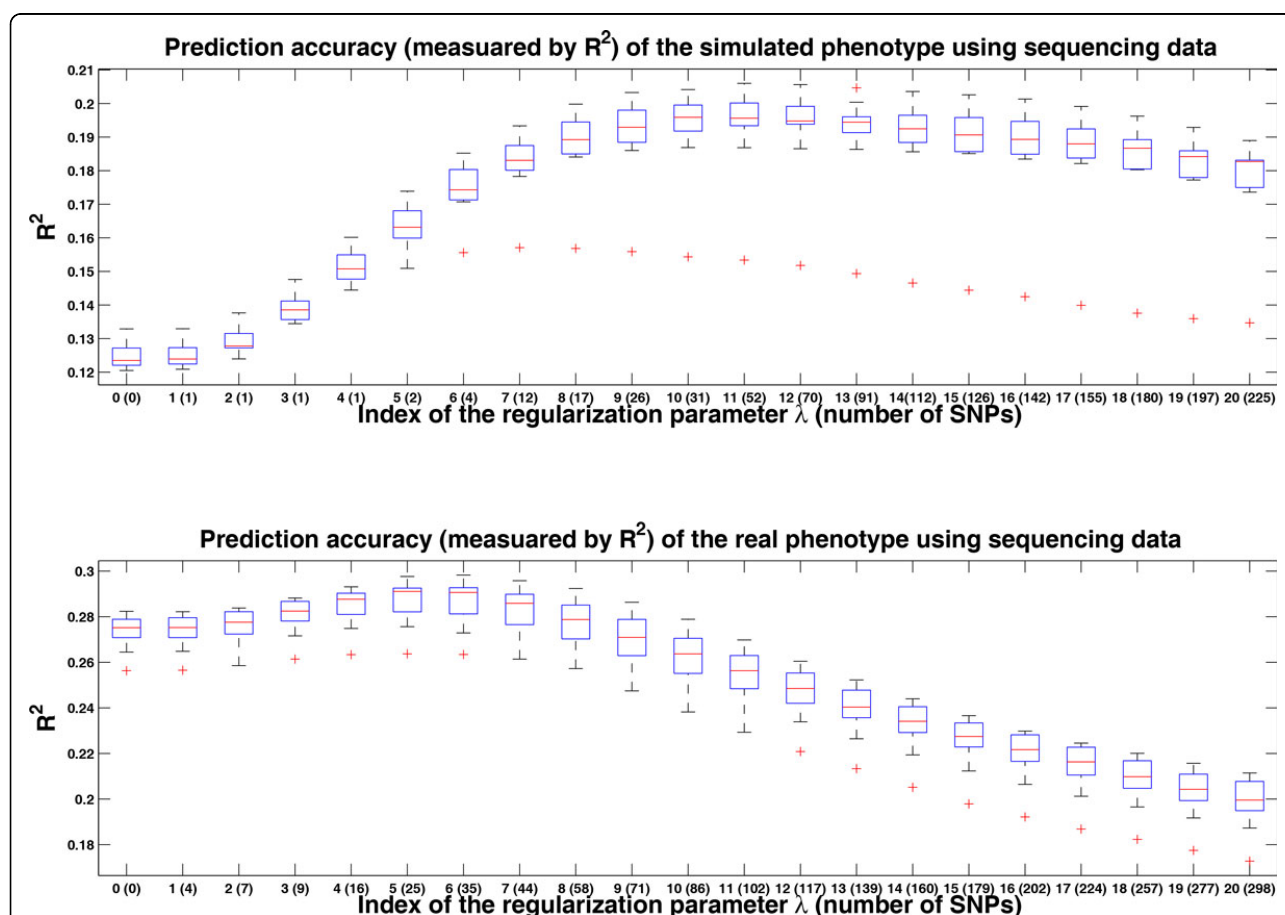 Prediction accuracy (measuared by R2) of the simulated phenotype using sequencing data
0.21
0.2
0.19
0.18
0.17
0.16
0.15
0.14
0.13
0.12
R2
0 (0) 1 (1) 2 (1) 3 (1) 4 (1) 5 (2) 6 (4) 7 (12) 8 (17) 9 (26) 10 (31) 11 (52) 12 (70) 13 (91) 14(112) 15 (126) 16 (142) 17 (155) 18 (180) 19 (197) 20 (225)
Index of the regularization parameter λ (number of SNPs)
Prediction accuracy (measuared by R2) of the real phenotype using sequencing data
0.3
0.28
0.26
0.24
0.22
0.2
0.18
R2
0 (0) 1 (4) 2 (7) 3 (9) 4 (16) 5 (25) 6 (35) 7 (44) 8 (58) 9 (71) 10 (86) 11 (102) 12 (117) 13 (139) 14 (160) 15 (179) 16 (202) 17 (224) 18 (257) 19 (277) 20 (298)
Index of the regularization parameter λ (number of SNPs)